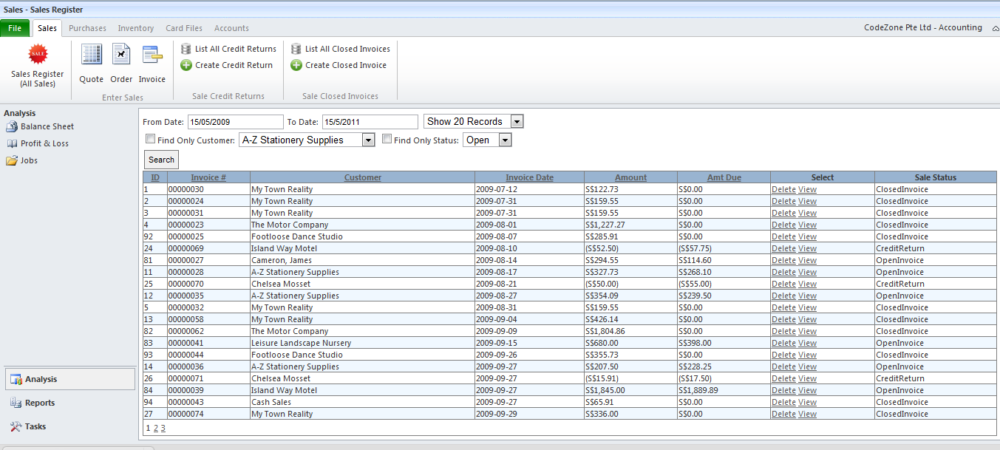 Sales - Sales Register
File Sales Purchases Inventory Card Files Accounts CodeZone Pte Ltd - Accounting
SALE
Sales Register
(All Sales)
Quote Order Invoice
Enter Sales
List All Credit Returns
Create Credit Return
Sale Credit Returns
List All Closed Invoices
Create Closed Invoice
Sale Closed Invoices
Analysis
Balance Sheet
Profit & Loss
Jobs
Analysis
Reports
Tasks
From Date: 15/05/2009 To Date: 15/5/2011 Show 20 Records
Find Only Customer: A-Z Stationery Supplies Find Only Status: Open
Search
ID Invoice # Customer Invoice Date Amount Amt Due Select Sale Status
1 00000030 My Town Reality 2009-07-12 S$122.73 S$0.00 Delete View ClosedInvoice
2 00000024 My Town Reality 2009-07-31 S$159.55 S$0.00 Delete View ClosedInvoice
3 00000031 My Town Reality 2009-07-31 S$159.55 S$0.00 Delete View ClosedInvoice
4 00000023 The Motor Company 2009-08-01 S$1,227.27 S$0.00 Delete View ClosedInvoice
92 00000025 Footloose Dance Studio 2009-08-07 S$285.91 S$0.00 Delete View ClosedInvoice
24 00000069 Island Way Motel 2009-08-10 (S$52.50) (S$57.75) Delete View CreditReturn
81 00000027 Cameron, James 2009-08-14 S$294.55 S$114.60 Delete View OpenInvoice
11 00000028 A-Z Stationery Supplies 2009-08-17 S$327.73 S$268.10 Delete View OpenInvoice
25 00000070 Chelsea Mosset 2009-08-21 (S$50.00) (S$55.00) Delete View CreditReturn
12 00000035 A-Z Stationery Supplies 2009-08-27 S$354.09 S$239.50 Delete View OpenInvoice
5 00000032 My Town Reality 2009-08-31 S$159.55 S$0.00 Delete View ClosedInvoice
13 00000058 My Town Reality 2009-09-04 S$426.14 S$0.00 Delete View ClosedInvoice
82 00000062 The Motor Company 2009-09-09 S$1,804.86 S$0.00 Delete View ClosedInvoice
83 00000041 Leisure Landscape Nursery 2009-09-15 S$680.00 S$398.00 Delete View OpenInvoice
93 00000044 Footloose Dance Studio 2009-09-26 S$355.73 S$0.00 Delete View ClosedInvoice
14 00000036 A-Z Stationery Supplies 2009-09-27 S$207.50 S$228.25 Delete View OpenInvoice
26 00000071 Chelsea Mosset 2009-09-27 (S$15.91) (S$17.50) Delete View CreditReturn
84 00000039 Island Way Motel 2009-09-27 S$1,845.00 S$1,889.89 Delete View OpenInvoice
94 00000043 Cash Sales 2009-09-27 S$65.91 S$0.00 Delete View ClosedInvoice
27 00000074 My Town Reality 2009-09-29 S$336.00 S$0.00 Delete View ClosedInvoice
1 2 3